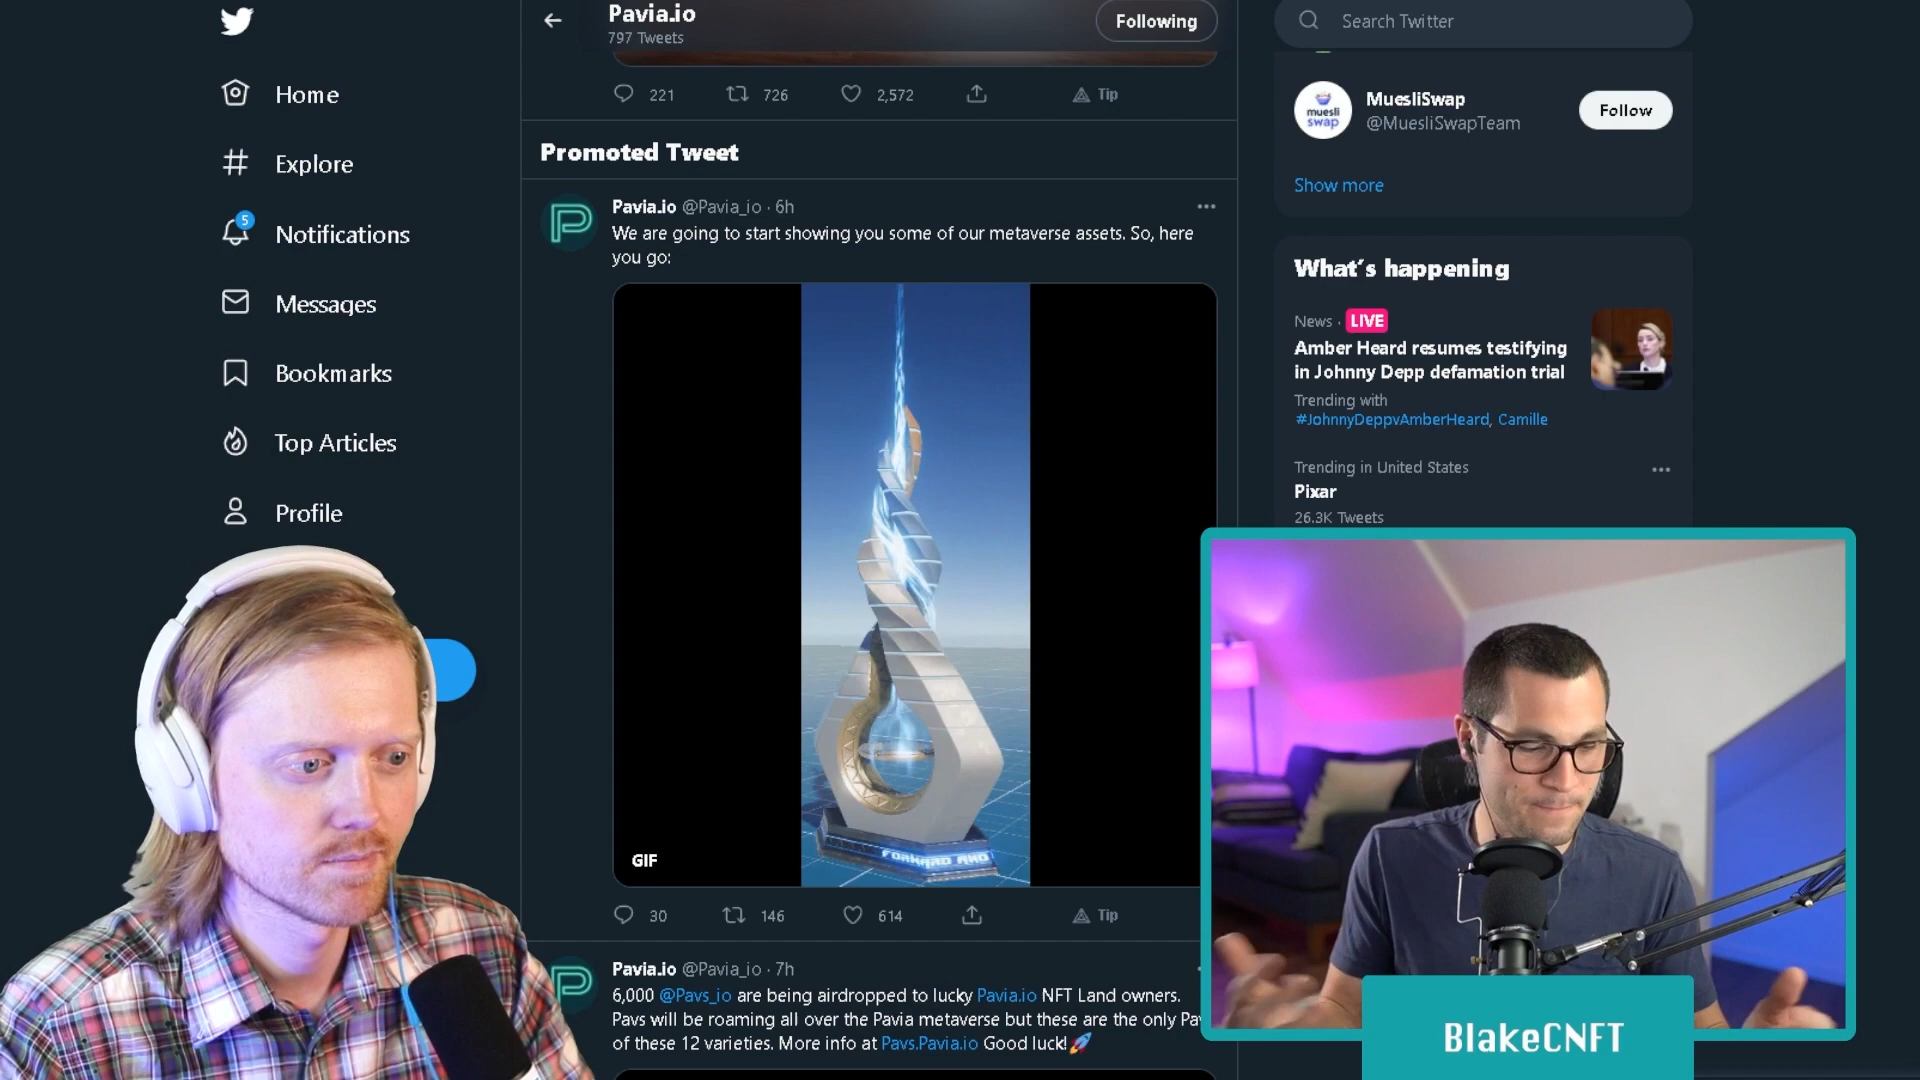 Home
Explore
5
Notifications
Messages
Bookmarks
Top Articles
Profile
Pavia.io
797 Tweets
Following
221 726 2,572 Tip
Promoted Tweet
Pavia.io @Pavia_io · 6h
We are going to start showing you some of our metaverse assets. So, here
you go:
FORWARD AND
GIF
30 146 614 Tip
Pavia.io @Pavia_io · 7h
6,000 @Pavs_io are being airdropped to lucky Pavia.io NFT Land owners.
Pavs will be roaming all over the Pavia metaverse but these are the only
of these 12 varieties. More info at Pavs.Pavia.io Good luck!🚀
Search Twitter
muesli
swap
MuesliSwap
@MuesliSwapTeam
Follow
Show more
What's happening
News · LIVE
Amber Heard resumes testifying
in Johnny Depp defamation trial
Trending with
#JohnnyDeppvAmberHeard, Camille
Trending in United States
Pixar
26.3K Tweets
BlakeCNFT